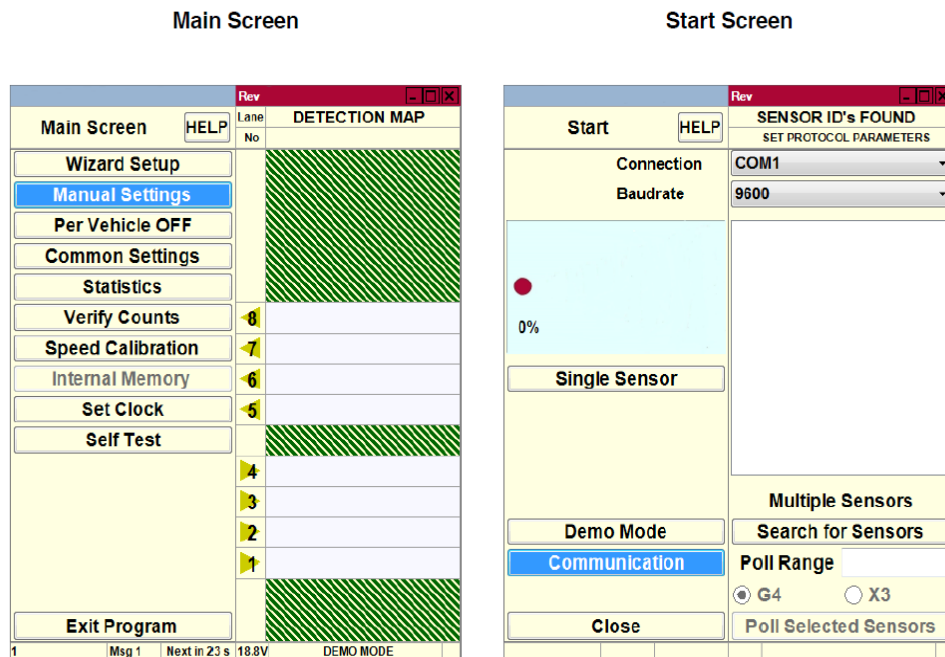 Main Screen
Rev
Main Screen
HELP
Lane
No
DETECTION MAP
Wizard Setup
Manual Settings
Per Vehicle OFF
Common Settings
Statistics
Verify Counts
Speed Calibration
Internal Memory
Set Clock
Self Test
Exit Program
8
7
6
5
4
3
2
1
1
Msg 1
Next in 23 s
18.8V
DEMO MODE
Start Screen
Rev
Start
HELP
SENSOR ID's FOUND
SET PROTOCOL PARAMETERS
Connection
COM1
Baudrate
9600
0%
Single Sensor
Multiple Sensors
Demo Mode
Search for Sensors
Communication
Poll Range
G4
X3
Close
Poll Selected Sensors